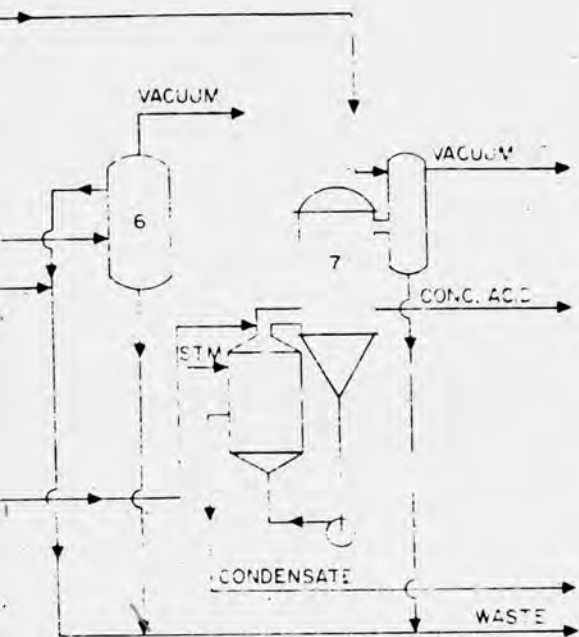 VACUUM
VACUUM
6
7
CONC. ACID
STM
CONDENSATE
WASTE